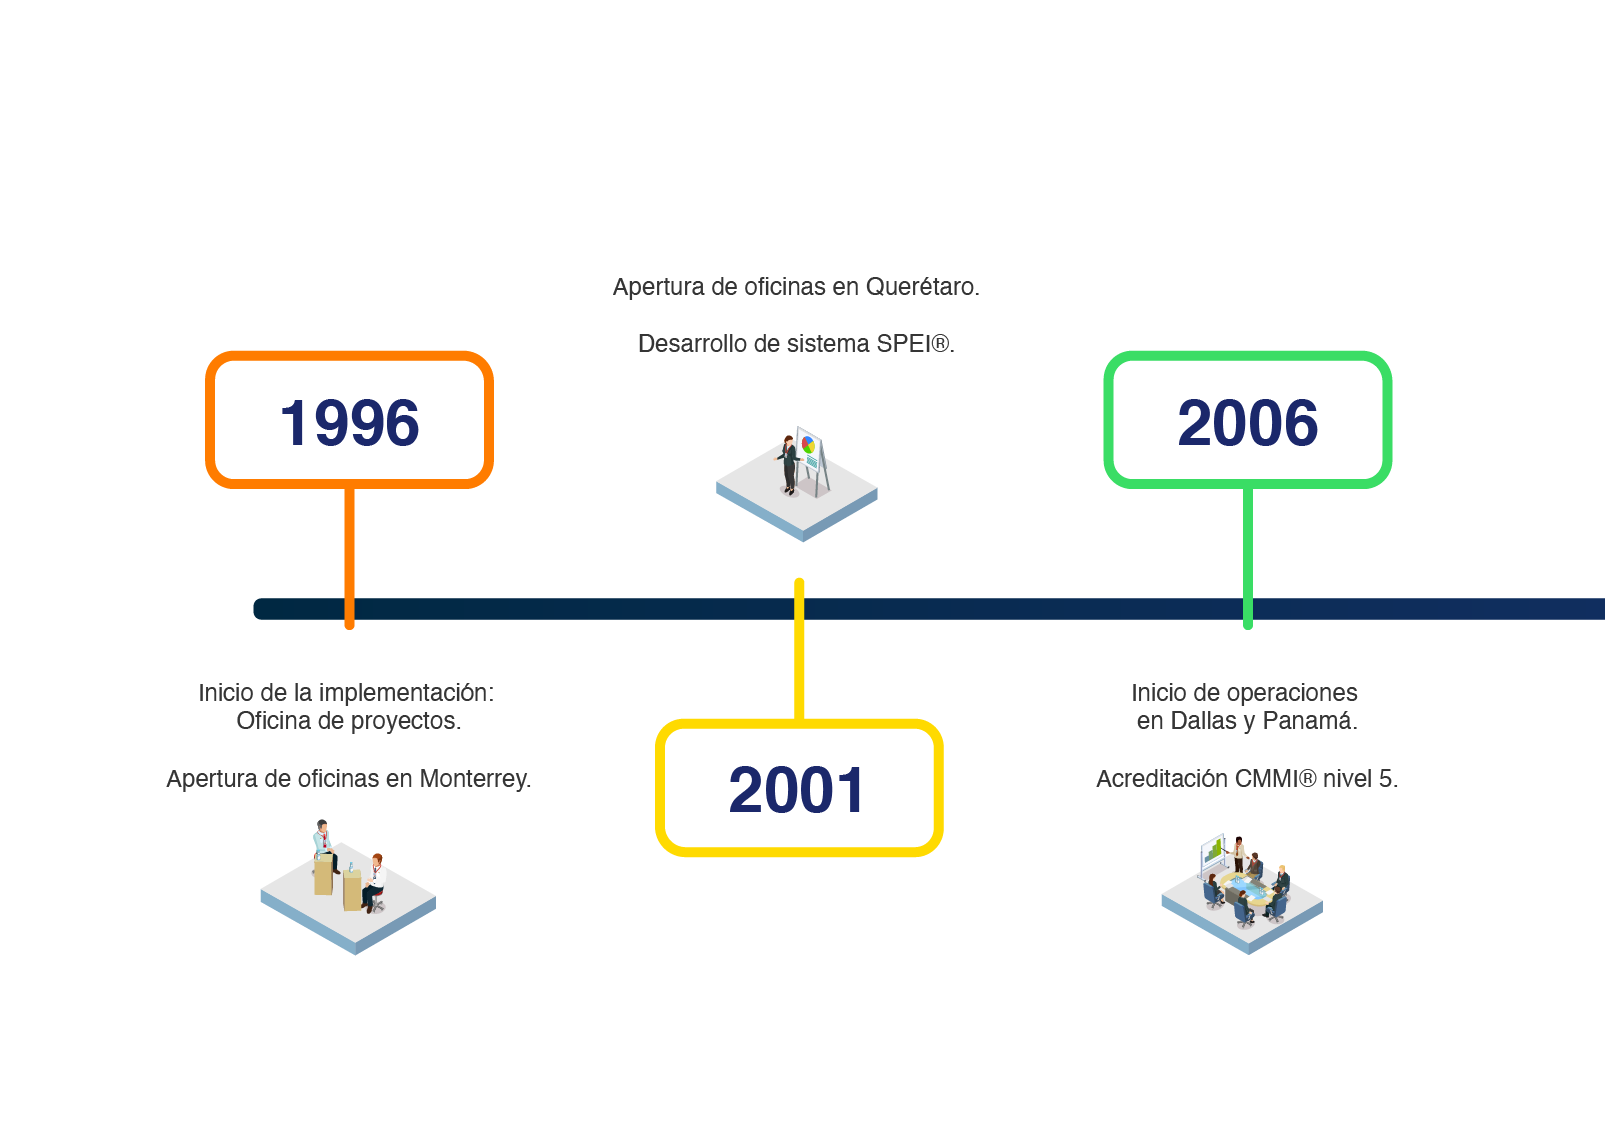 1996
Inicio de la implementación:
Oficina de proyectos.
Apertura de oficinas en Monterrey.
Apertura de oficinas en Querétaro.
Desarrollo de sistema SPEI®.
2001
2006
Inicio de operaciones
en Dallas y Panamá.
Acreditación CMMI® nivel 5.